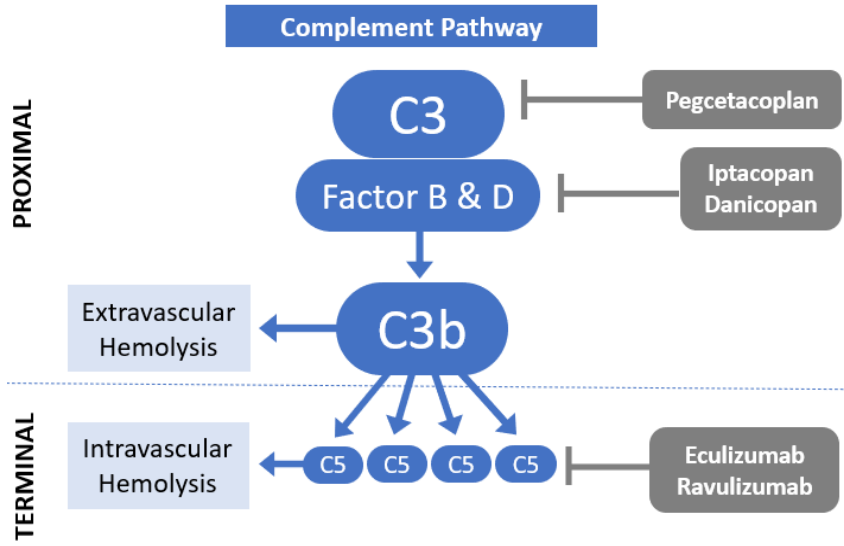 Complement Pathway
PROXIMAL
C3
Pegcetacoplan
Factor B & D
Iptacopan
Danicopan
Extravascular
Hemolysis
C3b
TERMINAL
Intravascular
Hemolysis
C5
C5
C5
C5
Eculizumab
Ravulizumab